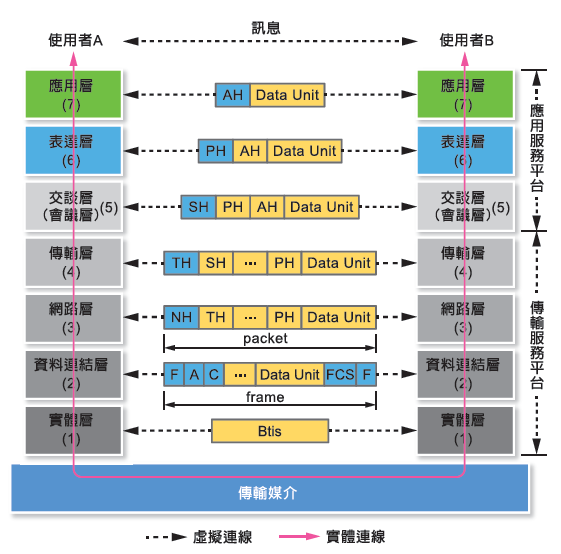 訊息
使用者A
使用者B
應用層
(7)
AH Data Unit
應用層
(7)
表達層
(6)
PH AH Data Unit
表達層
(6)
交談層
(會議層)(5)
SH PH AH Data Unit
交談層
(會議層)(5)
應用服務平台
傳輸層
(4)
TH SH ... PH Data Unit
傳輸層
(4)
網路層
(3)
NH TH ... PH Data Unit
packet
網路層
(3)
資料連結層
(2)
F A C ... Data Unit FCS F
frame
資料連結層
(2)
實體層
(1)
Btis
實體層
(1)
傳輸服務平台
傳輸媒介
虛擬連線
實體連線